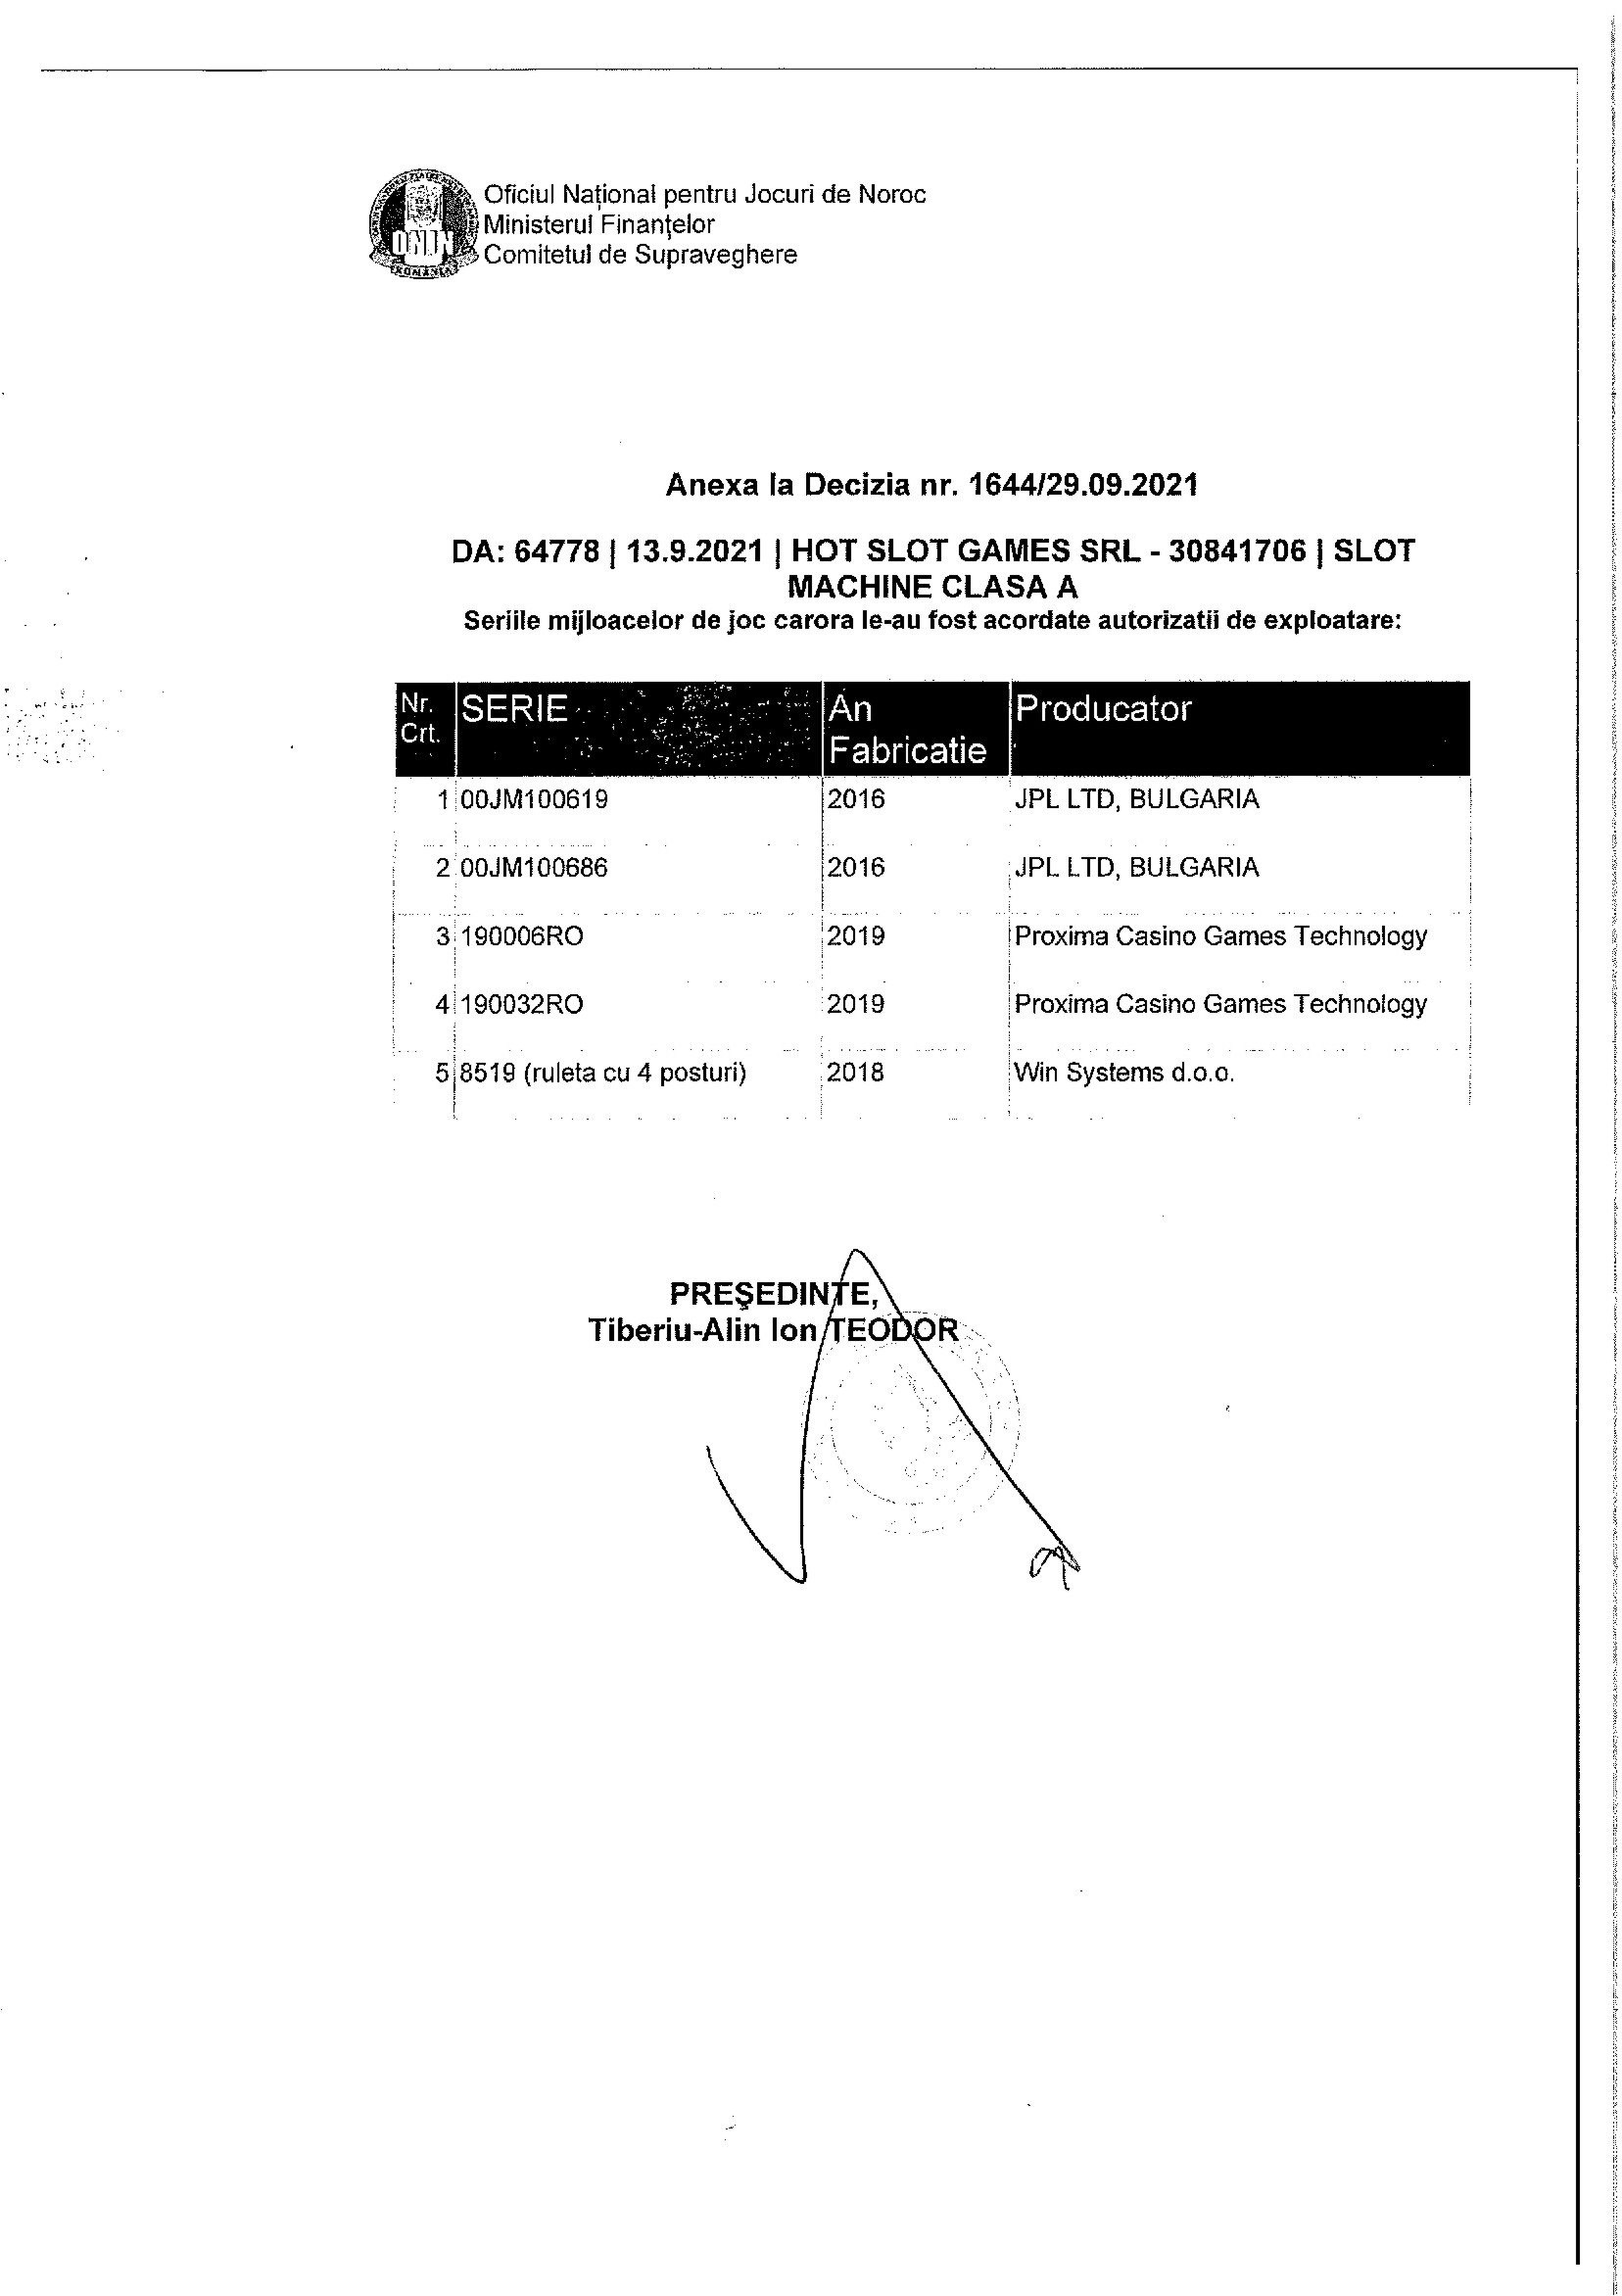 Oficiul Național pentru Jocuri de Noroc
Ministerul Finanțelor
Comitetul de Supraveghere
ONJN
ROMÂNIA
Anexa la Decizia nr. 1644/29.09.2021
DA: 64778 | 13.9.2021 | HOT SLOT GAMES SRL - 30841706 | SLOT
MACHINE CLASA A
Seriile mijloacelor de joc carora le-au fost acordate autorizatii de exploatare:
Nr. Crt. SERIE An Fabricatie Producator
1 00JM100619 2016 JPL LTD, BULGARIA
2 00JM100686 2016 JPL LTD, BULGARIA
3 190006RO 2019 Proxima Casino Games Technology
4 190032RO 2019 Proxima Casino Games Technology
5 8519 (ruleta cu 4 posturi) 2018 Win Systems d.o.o.
PREŞEDINTE,
Tiberiu-Alin Ion TEODOR